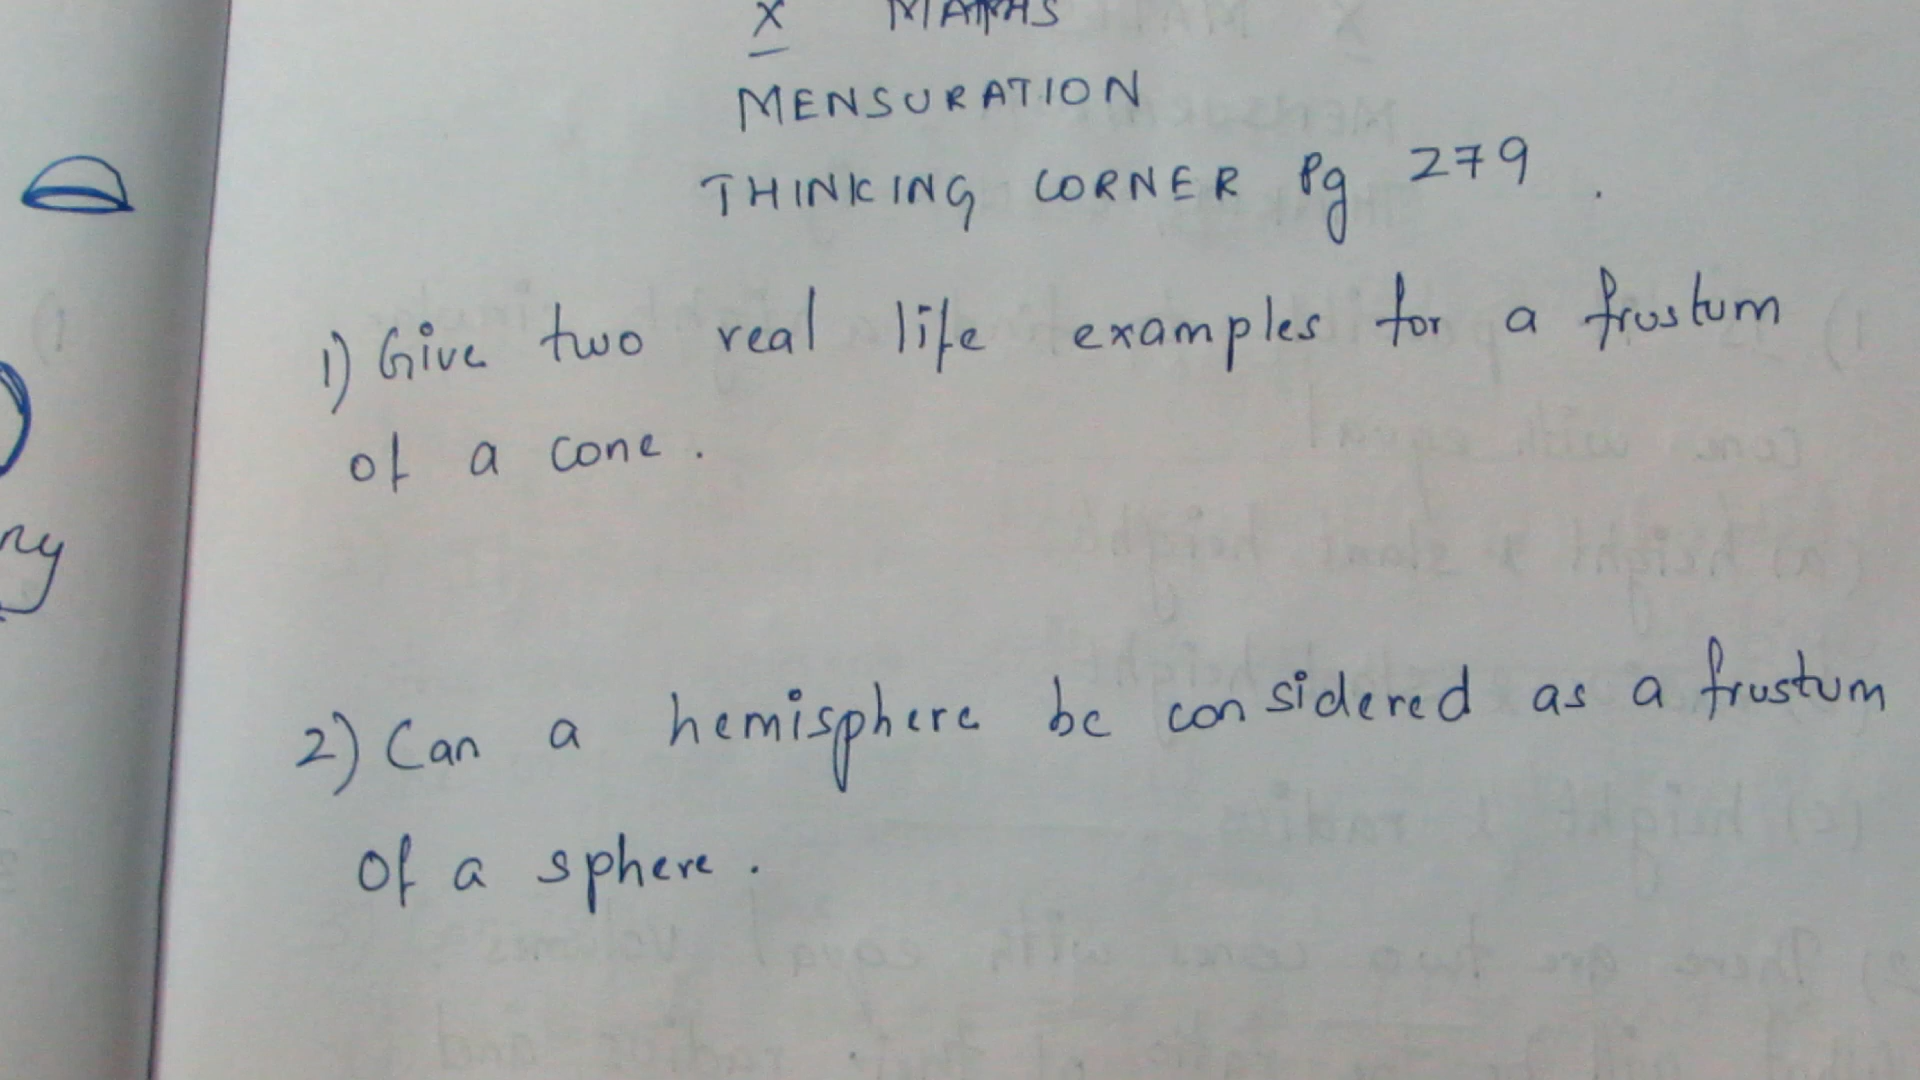 X MATHS
MENSURATION
THINKING CORNER Pg 279.
1) Give two real life examples for a frustum
of a cone.
2) Can a hemisphere be considered as a frustum
of a sphere.